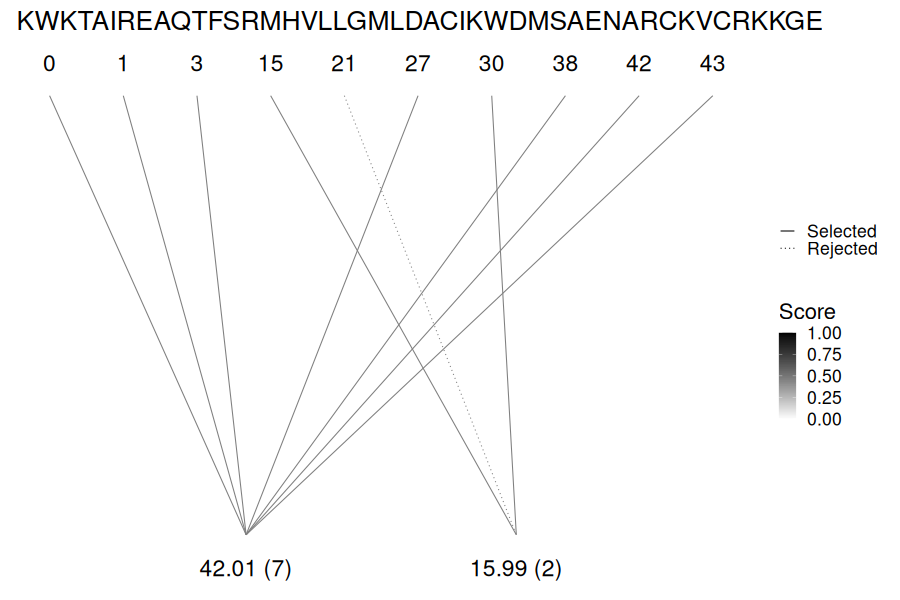 KWKTAIREAQTFSRMHVLLGMLDACIKWDMSAENARCKVCRKKGE
0 1 3 15 21 27 30 38 42 43
Selected
Rejected
Score
1.00
0.75
0.50
0.25
0.00
42.01 (7) 15.99 (2)